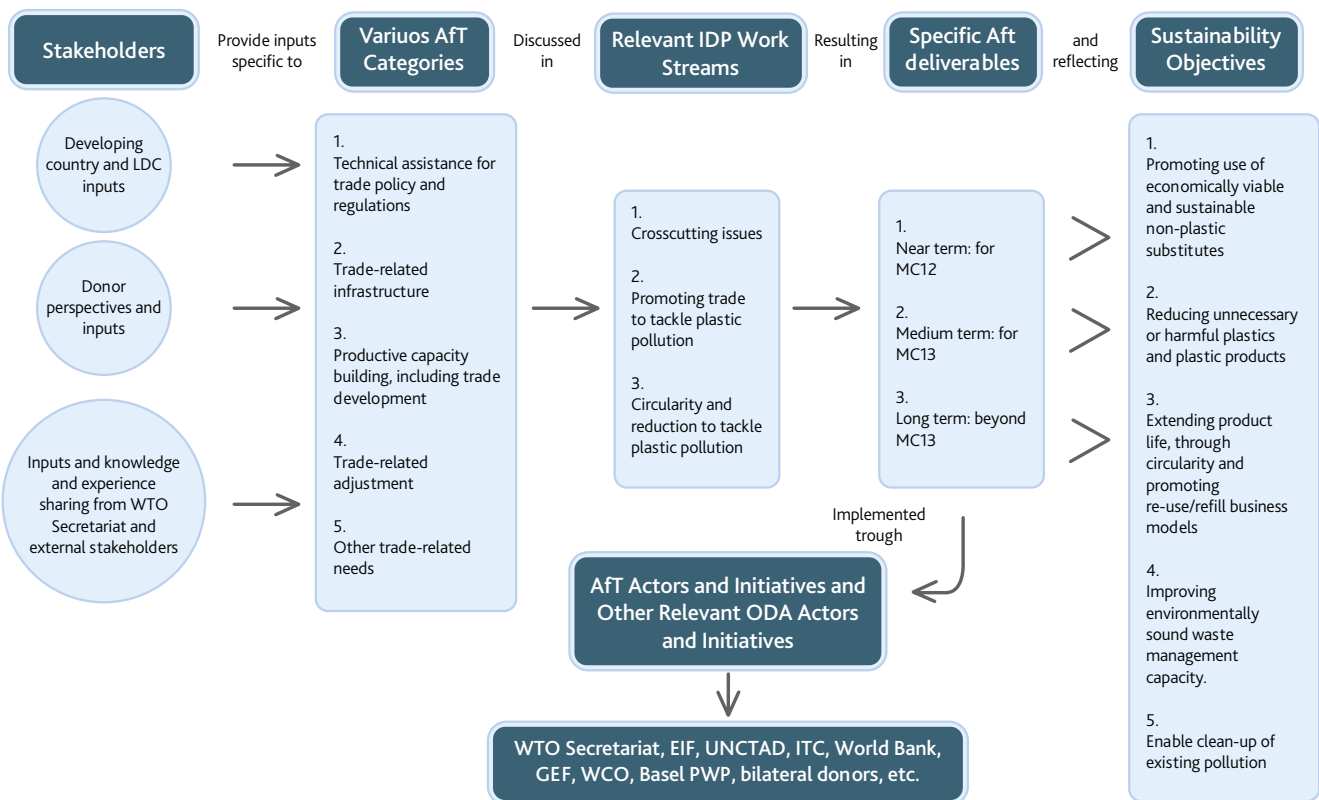 Stakeholders
Provide inputs
specific to
Variuos AfT
Categories
Discussed
in
Relevant IDP Work
Streams
Resulting
in
Specific Aft
deliverables
and
reflecting
Sustainability
Objectives
Developing
country and LDC
inputs
Donor
perspectives and
inputs
Inputs and knowledge
and experience
sharing from WTO
Secretariat and
external stakeholders
1.
Technical assistance for
trade policy and
regulations
2.
Trade-related
infrastructure
3.
Productive capacity
building, including trade
development
4.
Trade-related
adjustment
5.
Other trade-related
needs
1.
Crosscutting issues
2.
Promoting trade
to tackle plastic
pollution
3.
Circularity and
reduction to tackle
plastic pollution
1.
Near term: for
MC12
2.
Medium term: for
MC13
3.
Long term: beyond
MC13
1.
Promoting use of
economically viable
and sustainable
non-plastic
substitutes
2.
Reducing unnecessary
or harmful plastics
and plastic products
3.
Extending product
life, through
circularity and
promoting
re-use/refill business
models
4.
Improving
environmentally
sound waste
management
capacity.
5.
Enable clean-up of
existing pollution
Implemented
trough
AfT Actors and Initiatives and
Other Relevant ODA Actors
and Initiatives
WTO Secretariat, EIF, UNCTAD, ITC, World Bank,
GEF, WCO, Basel PWP, bilateral donors, etc.